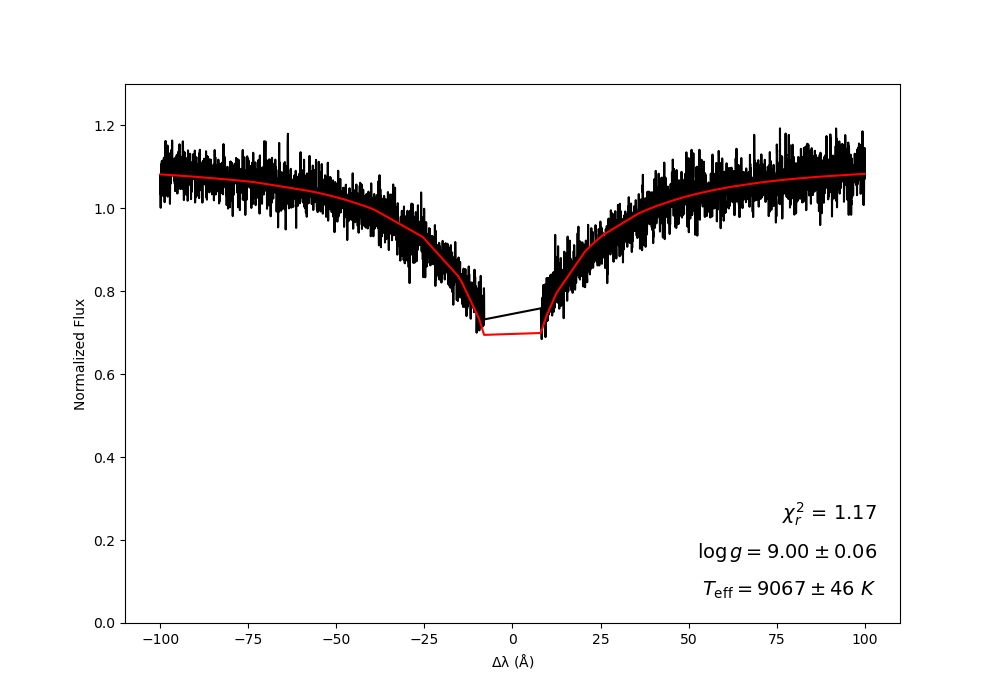 1.2
1.0
0.8
0.6
0.4
0.2
0.0
Normalized Flux
χ²ᵣ = 1.17
log g = 9.00 ± 0.06
T_eff = 9067 ± 46 K
−100 −75 −50 −25 0 25 50 75 100
Δλ (Å)